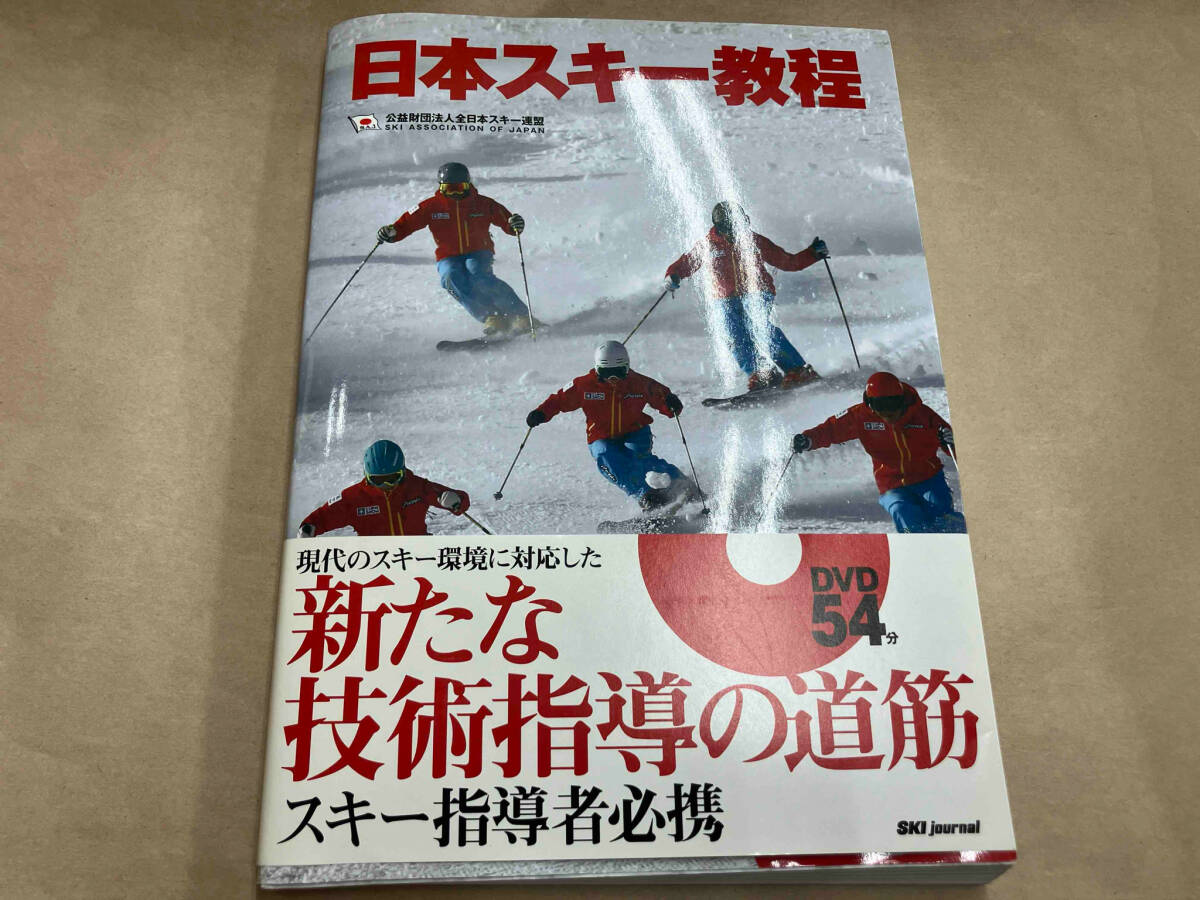 日本スキー教程
S.A.J
公益財団法人全日本スキー連盟
SKI ASSOCIATION OF JAPAN
現代のスキー環境に対応した
新たな
技術指導の道筋
スキー指導者必携
DVD
54分
SKI journal